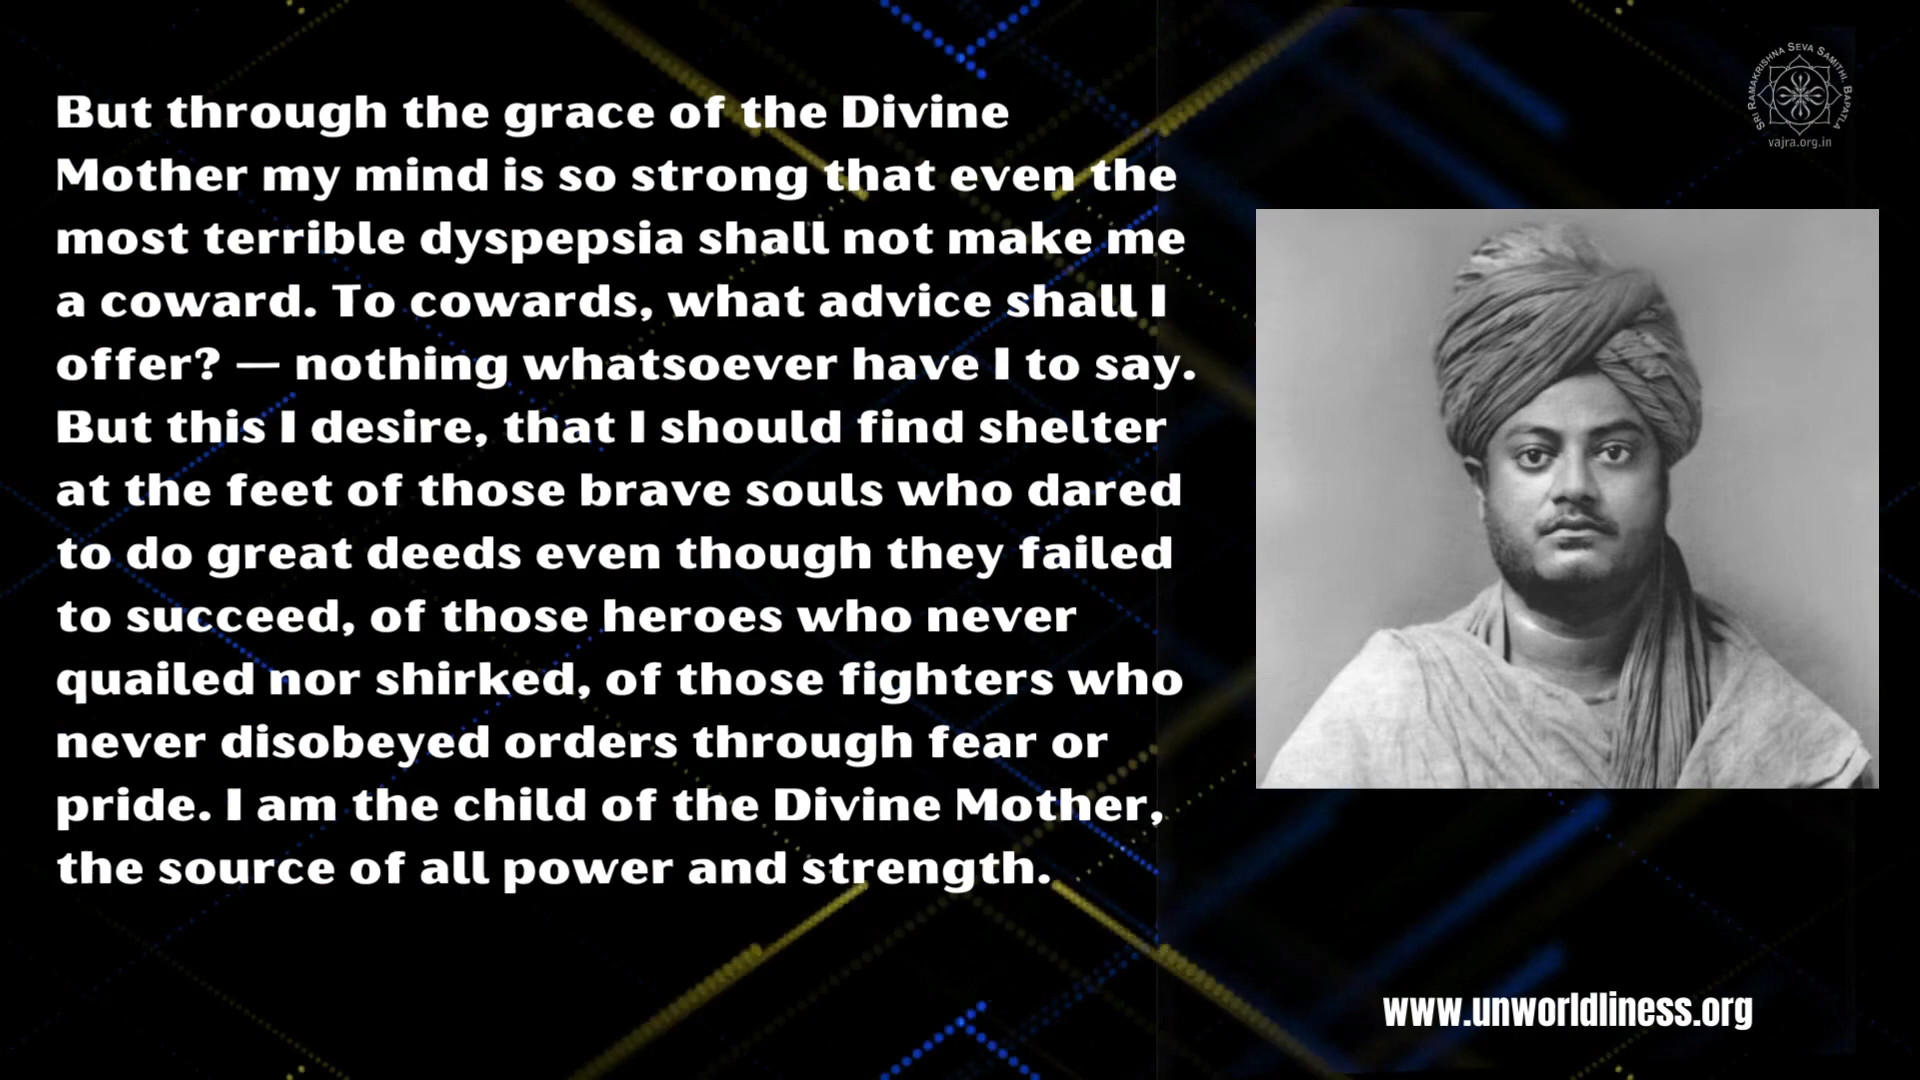 But through the grace of the Divine
Mother my mind is so strong that even the
most terrible dyspepsia shall not make me
a coward. To cowards, what advice shall I
offer? — nothing whatsoever have I to say.
But this I desire, that I should find shelter
at the feet of those brave souls who dared
to do great deeds even though they failed
to succeed, of those heroes who never
quailed nor shirked, of those fighters who
never disobeyed orders through fear or
pride. I am the child of the Divine Mother,
the source of all power and strength.
SRI RAMAKRISHNA SEVA SAMITHI, BAPATLA
vajra.org.in
www.unworldliness.org